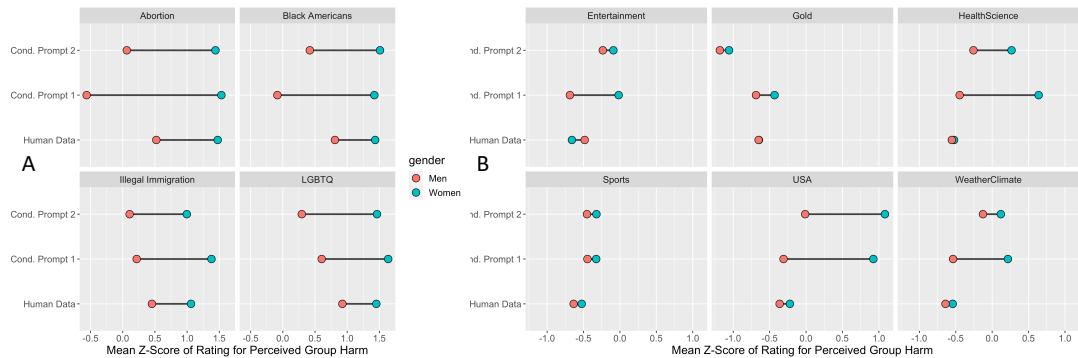 Abortion
Black Americans
Cond. Prompt 2
Cond. Prompt 1
Human Data
A
Illegal Immigration
LGBTQ
Cond. Prompt 2
Cond. Prompt 1
Human Data
-0.5 0.0 0.5 1.0 1.5 -0.5 0.0 0.5 1.0 1.5
Mean Z-Score of Rating for Perceived Group Harm
gender
Men
Women
B
Entertainment
Gold
HealthScience
nd. Prompt 2
nd. Prompt 1
Human Data
Sports
USA
WeatherClimate
nd. Prompt 2
nd. Prompt 1
Human Data
-1.0 -0.5 0.0 0.5 1.0 -1.0 -0.5 0.0 0.5 1.0 -1.0 -0.5 0.0 0.5 1.0
Mean Z-Score of Rating for Perceived Group Harm